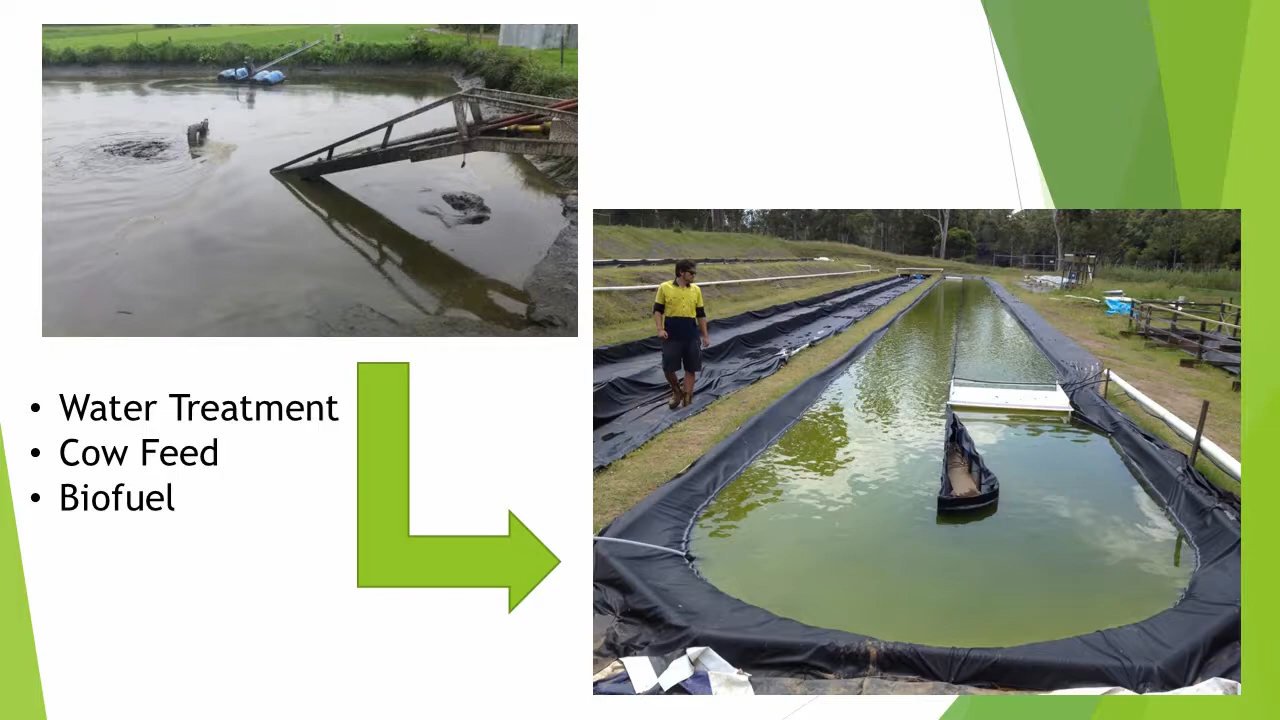 • Water Treatment
• Cow Feed
• Biofuel